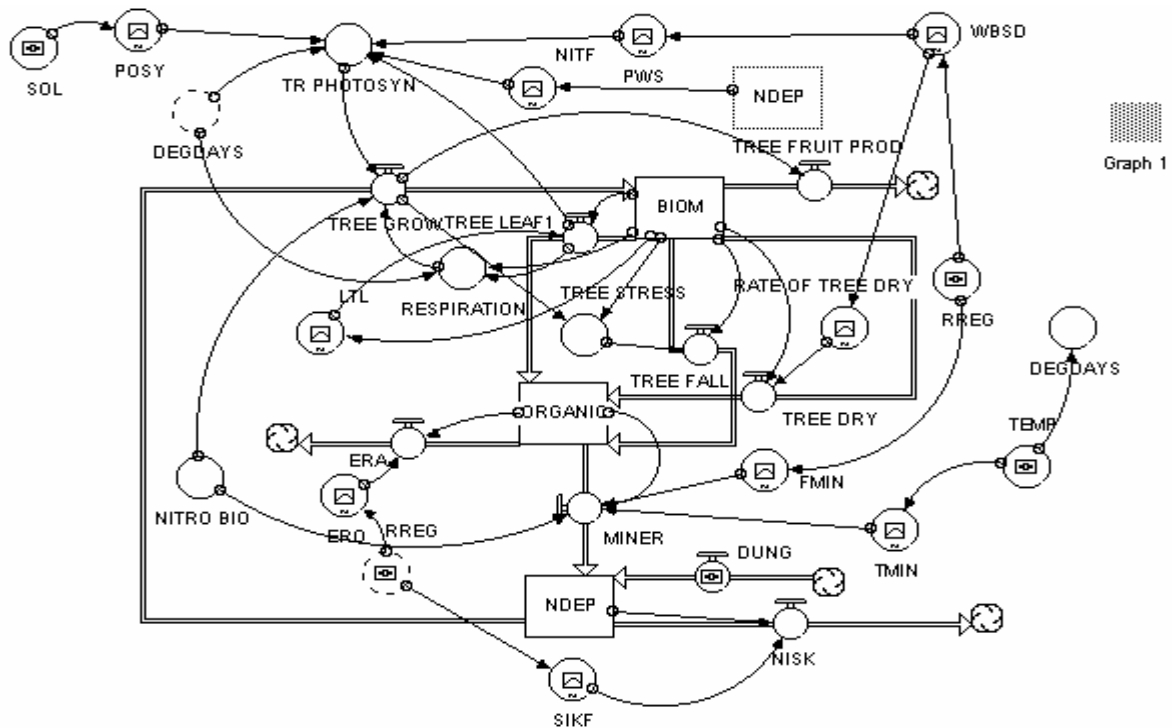 WBSD
SOL
POSY
TR PHOTOSYN
NITF
PWS
NDEP
DEGDAYS
TREE FRUIT PROD
Graph 1
TREE GROW
TREE LEAF1
BIOM
LTL
RESPIRATION
TREE STRESS
RATE OF TREE DRY
RREG
DEGDAYS
TREE FALL
TREE DRY
ORGANIC
TEMP
ERA
FMIN
NITRO BIO
ERO
RREG
MINER
TMIN
DUNG
NDEP
NISK
SIKF